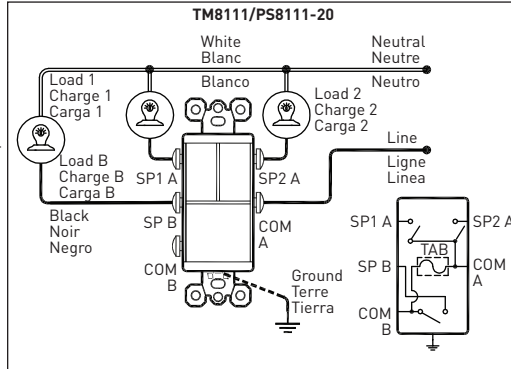 TM8111/PS8111-20
White
Blanc
Blanco
Neutral
Neutre
Neutro
Load 1
Charge 1
Carga 1
Load 2
Charge 2
Carga 2
Line
Ligne
Linea
Load B
Charge B
Carga B
Black
Noir
Negro
SP1 A
SP2 A
SP B
COM
A
COM
B
Ground
Terre
Tierra
SP1 A
SP2 A
TAB
SP B
COM
A
COM
B